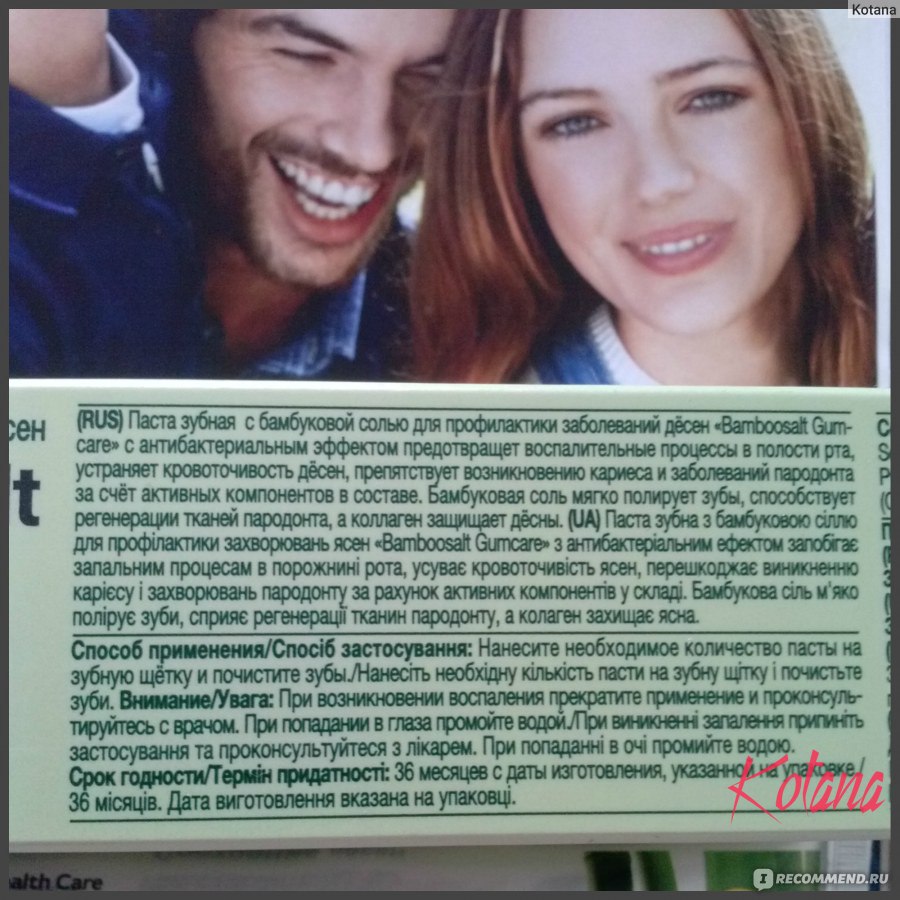 Kotana
сен
t
(RUS) Паста зубная с бамбуковой солью для профилактики заболеваний дёсен «Bamboosalt Gum-
care» с антибактериальным эффектом предотвращает воспалительные процессы в полости рта,
устраняет кровоточивость дёсен, препятствует возникновению кариеса и заболеваний пародонта
за счёт активных компонентов в составе. Бамбуковая соль мягко полирует зубы, способствует
регенерации тканей пародонта, а коллаген защищает дёсны. (UA) Паста зубна з бамбуковою сіллю
для профілактики захворювань ясен «Bamboosalt Gumcare» з антибактеріальним ефектом запобігає
запальним процесам в порожнині рота, усуває кровоточивість ясен, перешкоджає виникненню
карієсу і захворювань пародонту за рахунок активних компонентів у складі. Бамбукова сіль м'яко
полірує зуби, сприяє регенерації тканин пародонту, а колаген захищає ясна.
Способ применения/Спосіб застосування: Нанесите необходимое количество пасты на
зубную щётку и почистите зубы./Нанесіть необхідну кількість пасти на зубну щітку і почистьте
зуби. Внимание/Увага: При возникновении воспаления прекратите применение и проконсуль-
тируйтесь с врачом. При попадании в глаза промойте водой./При виникненні запалення припиніть
застосування та проконсультуйтеся з лікарем. При попаданні в очі промийте водою.
Срок годности/Термін придатності: 36 месяцев с даты изготовления, указанной на упаковке /
36 місяців. Дата виготовлення вказана на упаковці.
Kotana
alth Care
IRECOMMEND.RU